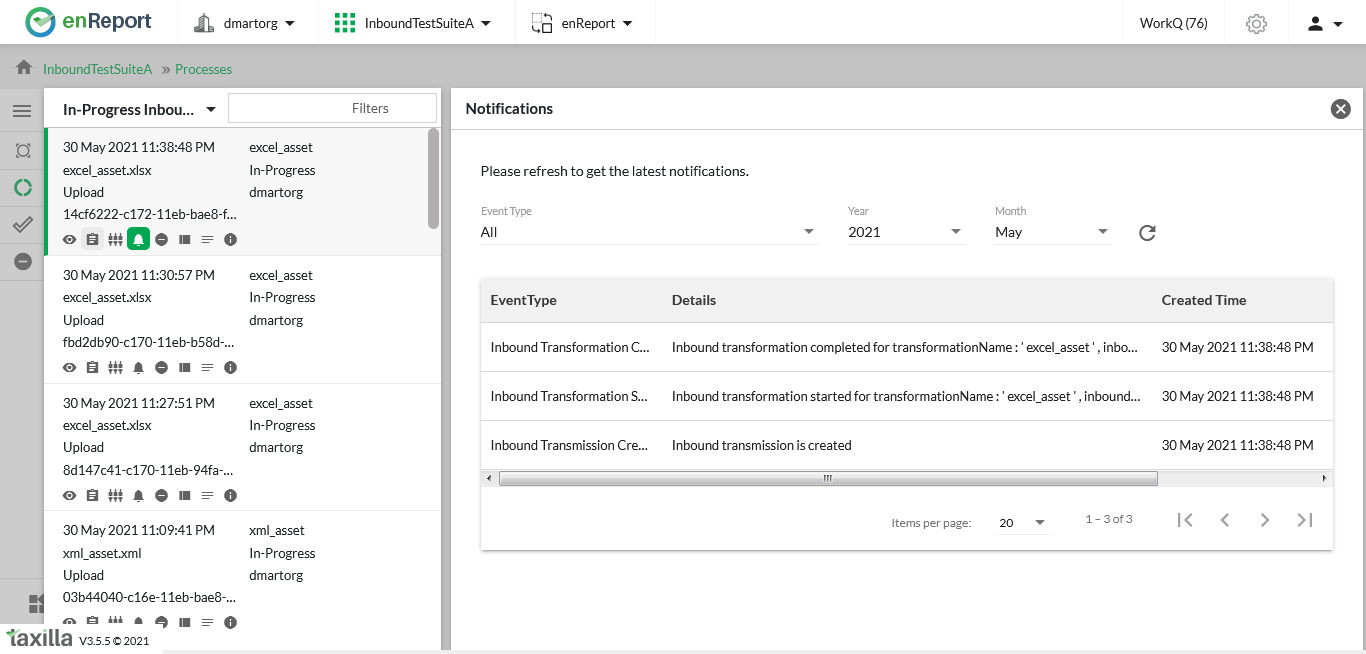 enReport
dmartorg
InboundTestSuiteA
enReport
WorkQ (76)
InboundTestSuiteA » Processes
In-Progress Inbou...
Filters
30 May 2021 11:38:48 PM excel_asset
excel_asset.xlsx In-Progress
Upload dmartorg
14cf6222-c172-11eb-bae8-f...
30 May 2021 11:30:57 PM excel_asset
excel_asset.xlsx In-Progress
Upload dmartorg
fbd2db90-c170-11eb-b58d-...
30 May 2021 11:27:51 PM excel_asset
excel_asset.xlsx In-Progress
Upload dmartorg
8d147c41-c170-11eb-94fa-...
30 May 2021 11:09:41 PM xml_asset
xml_asset.xml In-Progress
Upload dmartorg
03b44040-c16e-11eb-bae8-...
taxilla V3.5.5 © 2021
Notifications
Please refresh to get the latest notifications.
Event Type Year Month
All 2021 May
EventType Details Created Time
Inbound Transformation C... Inbound transformation completed for transformationName : ' excel_asset ' , inbo... 30 May 2021 11:38:48 PM
Inbound Transformation S... Inbound transformation started for transformationName : ' excel_asset ' , inbound... 30 May 2021 11:38:48 PM
Inbound Transmission Cre... Inbound transmission is created 30 May 2021 11:38:48 PM
Items per page: 20 1 – 3 of 3